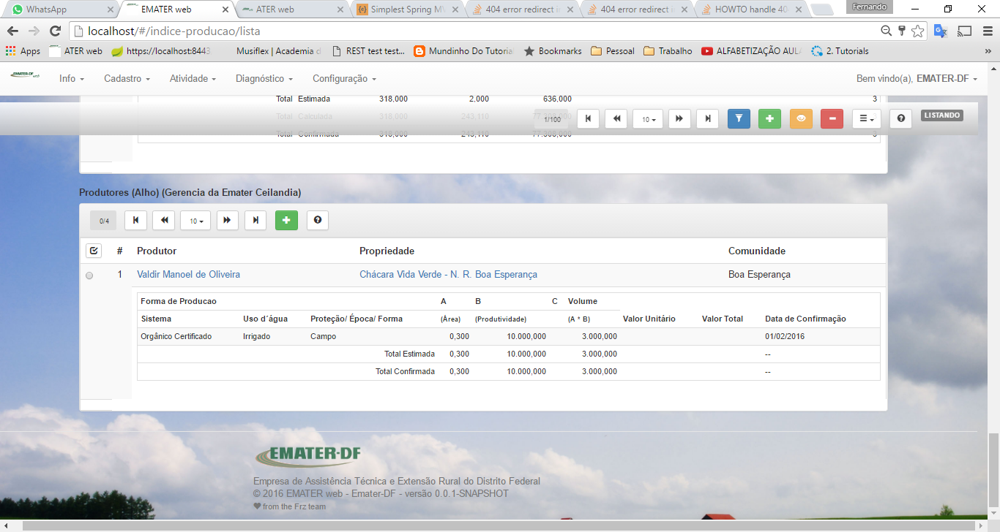 WhatsApp EMATER web ATER web Simplest Spring MV 404 error redirect in 404 error redirect in HOWTO handle 404 Fernando
localhost/#/indice-producao/lista
Apps ATER web https://localhost:8443 Musiflex | Academia d REST test test... Mundinho Do Tutoria Bookmarks Pessoal Trabalho ALFABETIZAÇÃO AULA 2. Tutorials »
EMATER-DF web Info Cadastro Atividade Diagnóstico Configuração Bem vindo(a), EMATER-DF
Total Estimada 318,000 2,000 636,000 3
Total Calculada 318,000 243,110
1/100 10 LISTANDO
Total Confirmada 318,000 243,110 77.308,000 3
Produtores (Alho) (Gerencia da Emater Ceilandia)
0/4 10
# Produtor Propriedade Comunidade
1 Valdir Manoel de Oliveira Chácara Vida Verde - N. R. Boa Esperança Boa Esperança
Forma de Producao A B C Volume
Sistema Uso d´água Proteção/ Época/ Forma (Área) (Produtividade) (A * B) Valor Unitário Valor Total Data de Confirmação
Orgânico Certificado Irrigado Campo 0,300 10.000,000 3.000,000 01/02/2016
Total Estimada 0,300 10.000,000 3.000,000 --
Total Confirmada 0,300 10.000,000 3.000,000 --
EMATER-DF
Empresa de Assistência Técnica e Extensão Rural do Distrito Federal
© 2016 EMATER web - Emater-DF - versão 0.0.1-SNAPSHOT
from the Frz team